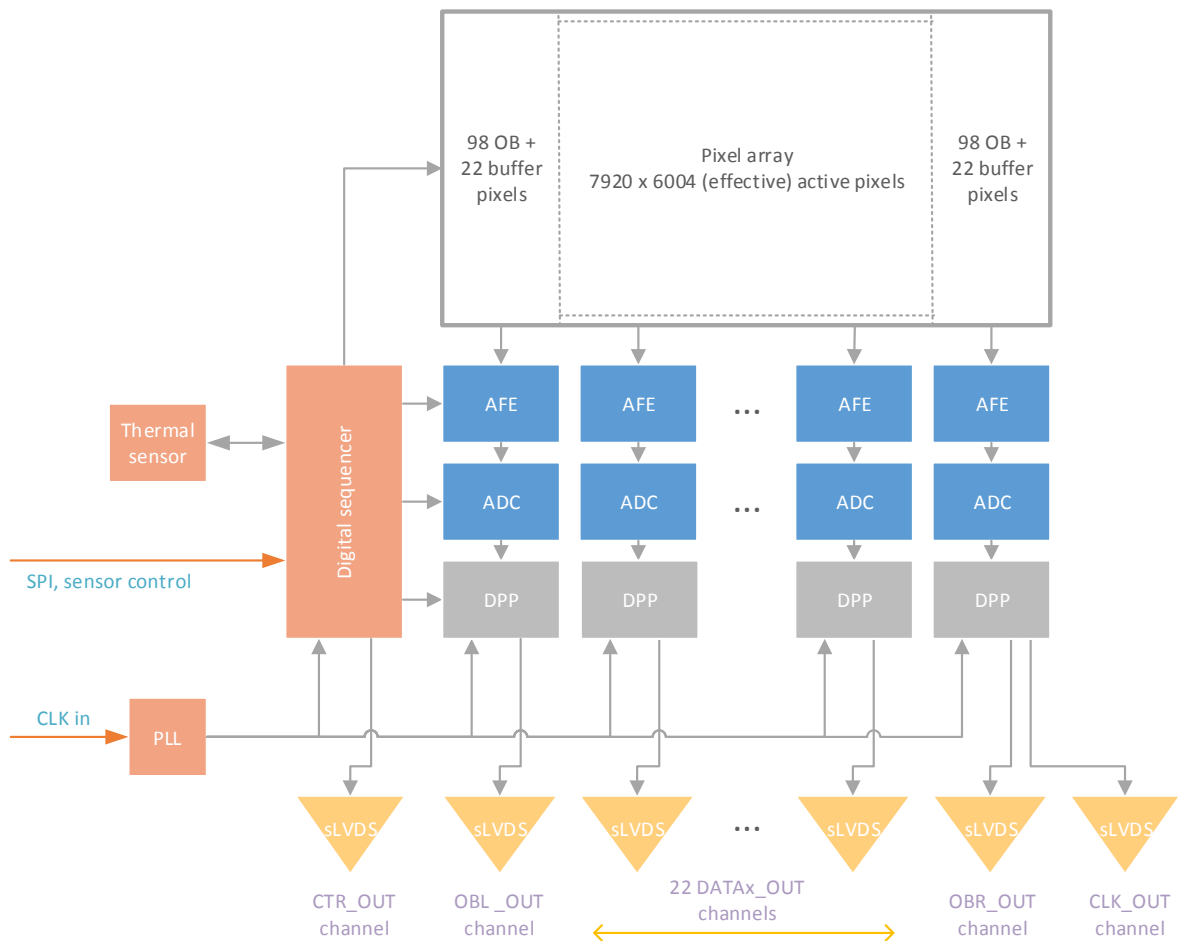 98 OB +
22 buffer
pixels
Pixel array
7920 x 6004 (effective) active pixels
98 OB +
22 buffer
pixels
AFE
AFE
...
AFE
AFE
Thermal
sensor
Digital sequencer
ADC
ADC
...
ADC
ADC
SPI, sensor control
DPP
DPP
DPP
DPP
CLK in
PLL
sLVDS
sLVDS
sLVDS
...
sLVDS
sLVDS
sLVDS
CTR_OUT
channel
OBL _OUT
channel
22 DATAx_OUT
channels
OBR_OUT
channel
CLK_OUT
channel